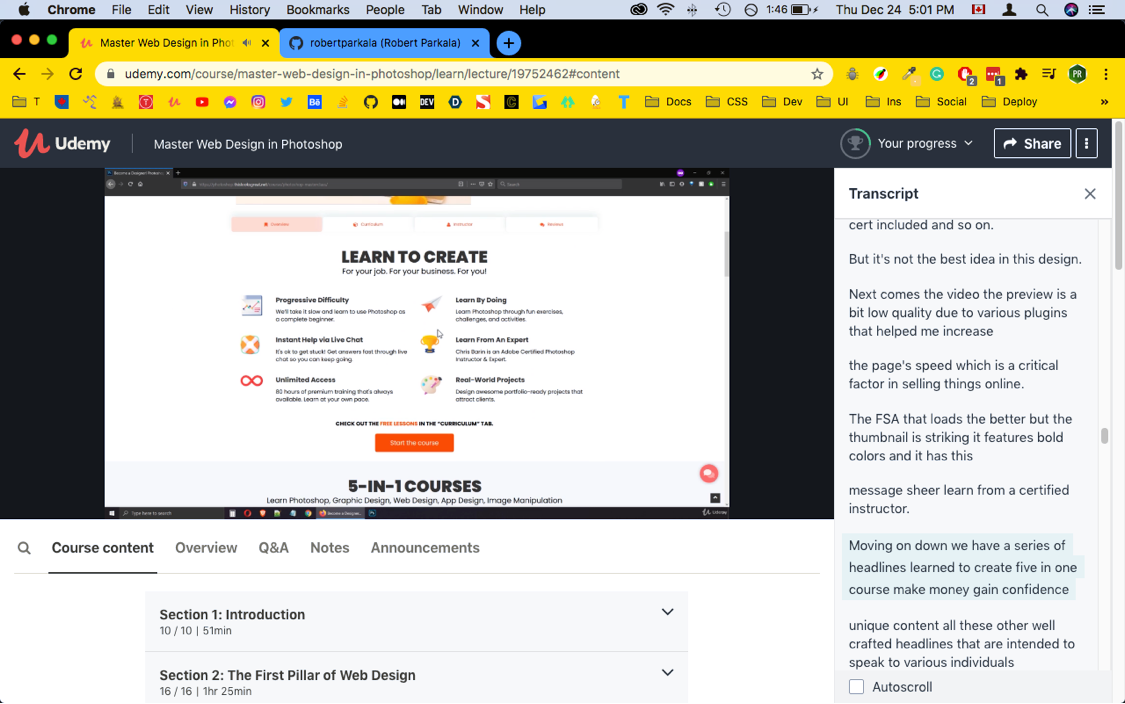 Chrome File Edit View History Bookmarks People Tab Window Help 1:46 Thu Dec 24 5:01 PM
Master Web Design in Phot
robertparkala (Robert Parkala)
udemy.com/course/master-web-design-in-photoshop/learn/lecture/19752462#content
2 1 PR
T Bē DEV Docs CSS Dev UI Ins Social Deploy »
Udemy Master Web Design in Photoshop Your progress Share
Overview Curriculum Instructor Reviews
LEARN TO CREATE
For your job. For your business. For you!
Progressive Difficulty
We'll take it slow and learn to use Photoshop as
a complete beginner.
Learn By Doing
Learn Photoshop through fun exercises,
challenges, and activities.
Instant Help via Live Chat
It's ok to get stuck! Get answers fast through live
chat so you can keep going.
Learn From An Expert
Chris Barin is an Adobe Certified Photoshop
Instructor & Expert.
Unlimited Access
80 hours of premium training that's always
available. Learn at your own pace.
Real-World Projects
Design awesome portfolio-ready projects that
attract clients.
CHECK OUT THE FREE LESSONS IN THE "CURRICULUM" TAB.
Start the course
5-IN-1 COURSES
Learn Photoshop, Graphic Design, Web Design, App Design, Image Manipulation
Type here to search
Udemy
Transcript
cert included and so on.
But it's not the best idea in this design.
Next comes the video the preview is a
bit low quality due to various plugins
that helped me increase
the page's speed which is a critical
factor in selling things online.
The FSA that loads the better but the
thumbnail is striking it features bold
colors and it has this
message sheer learn from a certified
instructor.
Moving on down we have a series of
headlines learned to create five in one
course make money gain confidence
unique content all these other well
crafted headlines that are intended to
speak to various individuals
Autoscroll
Course content Overview Q&A Notes Announcements
Section 1: Introduction
10 / 10 | 51min
Section 2: The First Pillar of Web Design
16 / 16 | 1hr 25min